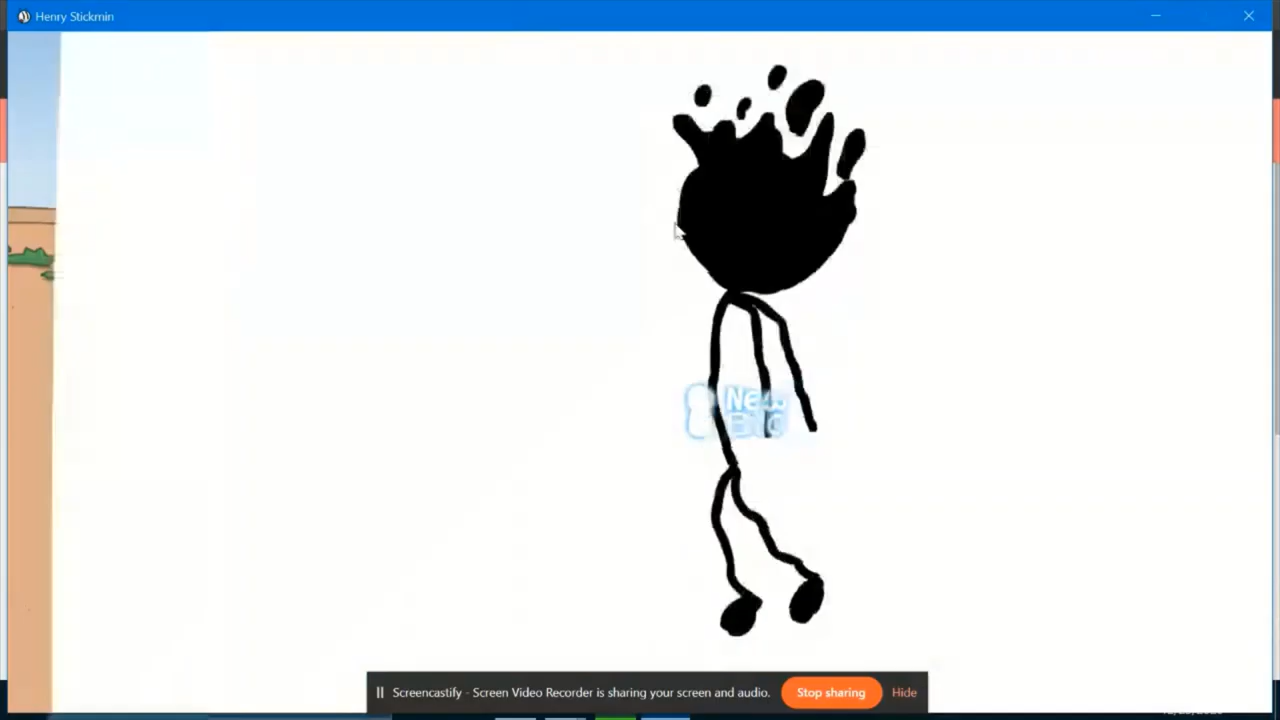 Henry Stickmin
Screencastify - Screen Video Recorder is sharing your screen and audio.
Stop sharing
Hide